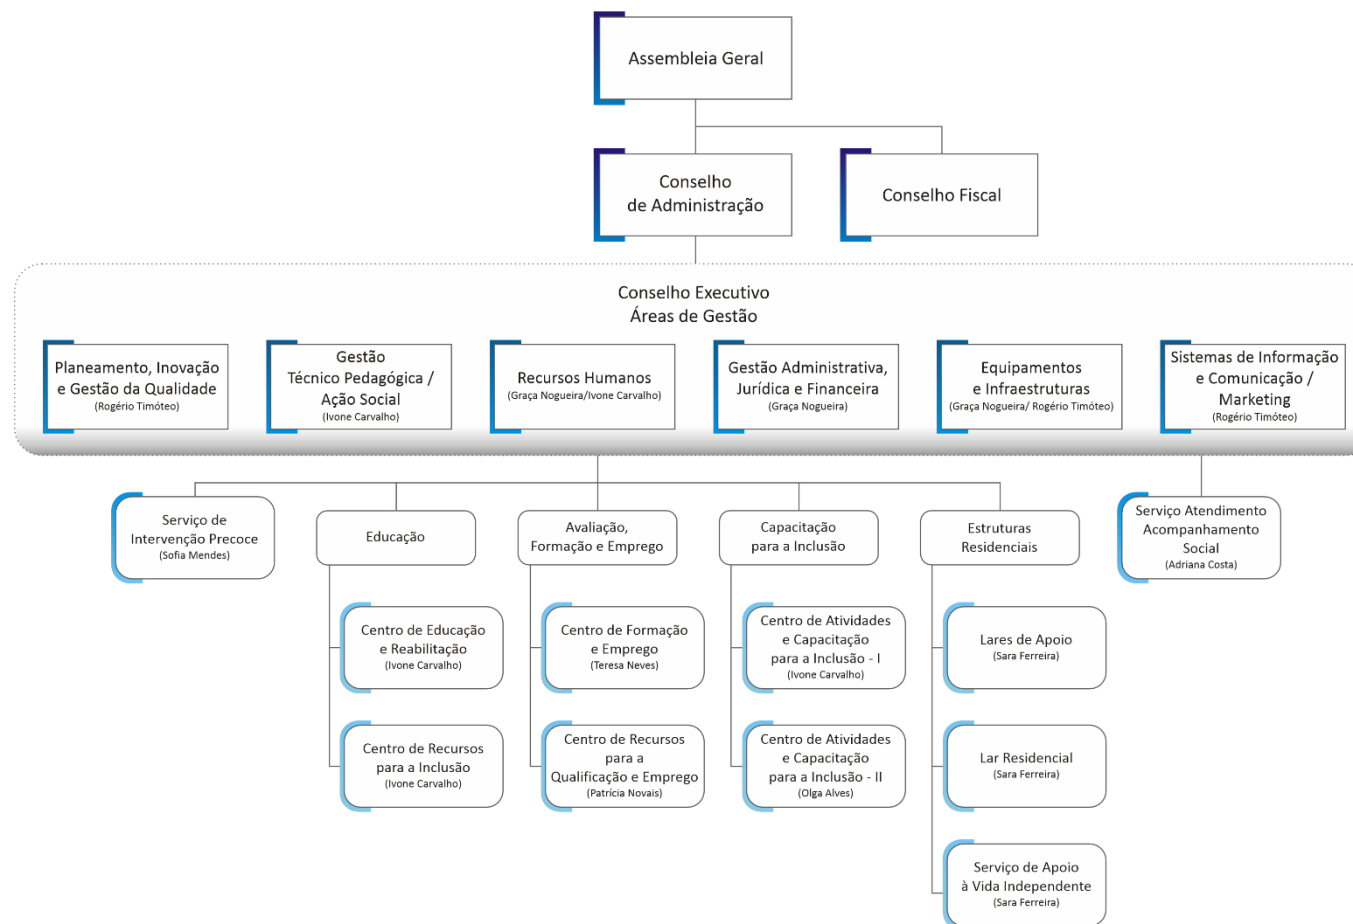 Assembleia Geral
Conselho
de Administração
Conselho Fiscal
Conselho Executivo
Áreas de Gestão
Planeamento, Inovação
e Gestão da Qualidade
(Rogério Timóteo)
Gestão
Técnico Pedagógica /
Ação Social
(Ivone Carvalho)
Recursos Humanos
(Graça Nogueira/Ivone Carvalho)
Gestão Administrativa,
Jurídica e Financeira
(Graça Nogueira)
Equipamentos
e Infraestruturas
(Graça Nogueira/ Rogério Timóteo)
Sistemas de Informação
e Comunicação /
Marketing
(Rogério Timóteo)
Serviço de
Intervenção Precoce
(Sofia Mendes)
Educação
Avaliação,
Formação e Emprego
Capacitação
para a Inclusão
Estruturas
Residenciais
Serviço Atendimento
Acompanhamento
Social
(Adriana Costa)
Centro de Educação
e Reabilitação
(Ivone Carvalho)
Centro de Formação
e Emprego
(Teresa Neves)
Centro de Atividades
e Capacitação
para a Inclusão - I
(Ivone Carvalho)
Lares de Apoio
(Sara Ferreira)
Centro de Recursos
para a Inclusão
(Ivone Carvalho)
Centro de Recursos
para a
Qualificação e Emprego
(Patrícia Novais)
Centro de Atividades
e Capacitação
para a Inclusão - II
(Olga Alves)
Lar Residencial
(Sara Ferreira)
Serviço de Apoio
à Vida Independente
(Sara Ferreira)